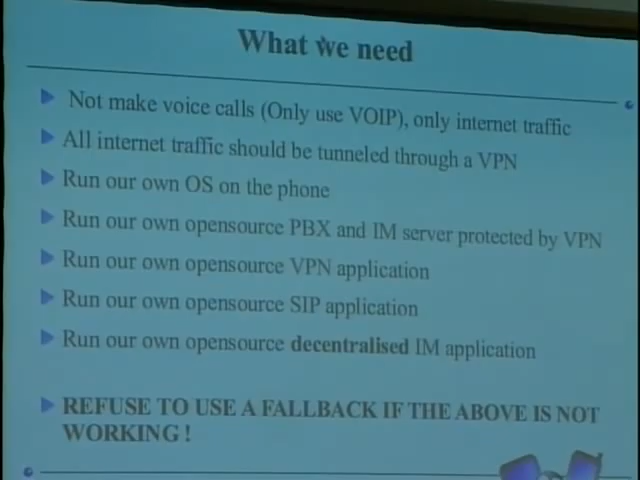 What we need
Not make voice calls (Only use VOIP), only internet traffic
All internet traffic should be tunneled through a VPN
Run our own OS on the phone
Run our own opensource PBX and IM server protected by VPN
Run our own opensource VPN application
Run our own opensource SIP application
Run our own opensource decentralised IM application
REFUSE TO USE A FALLBACK IF THE ABOVE IS NOT
WORKING !